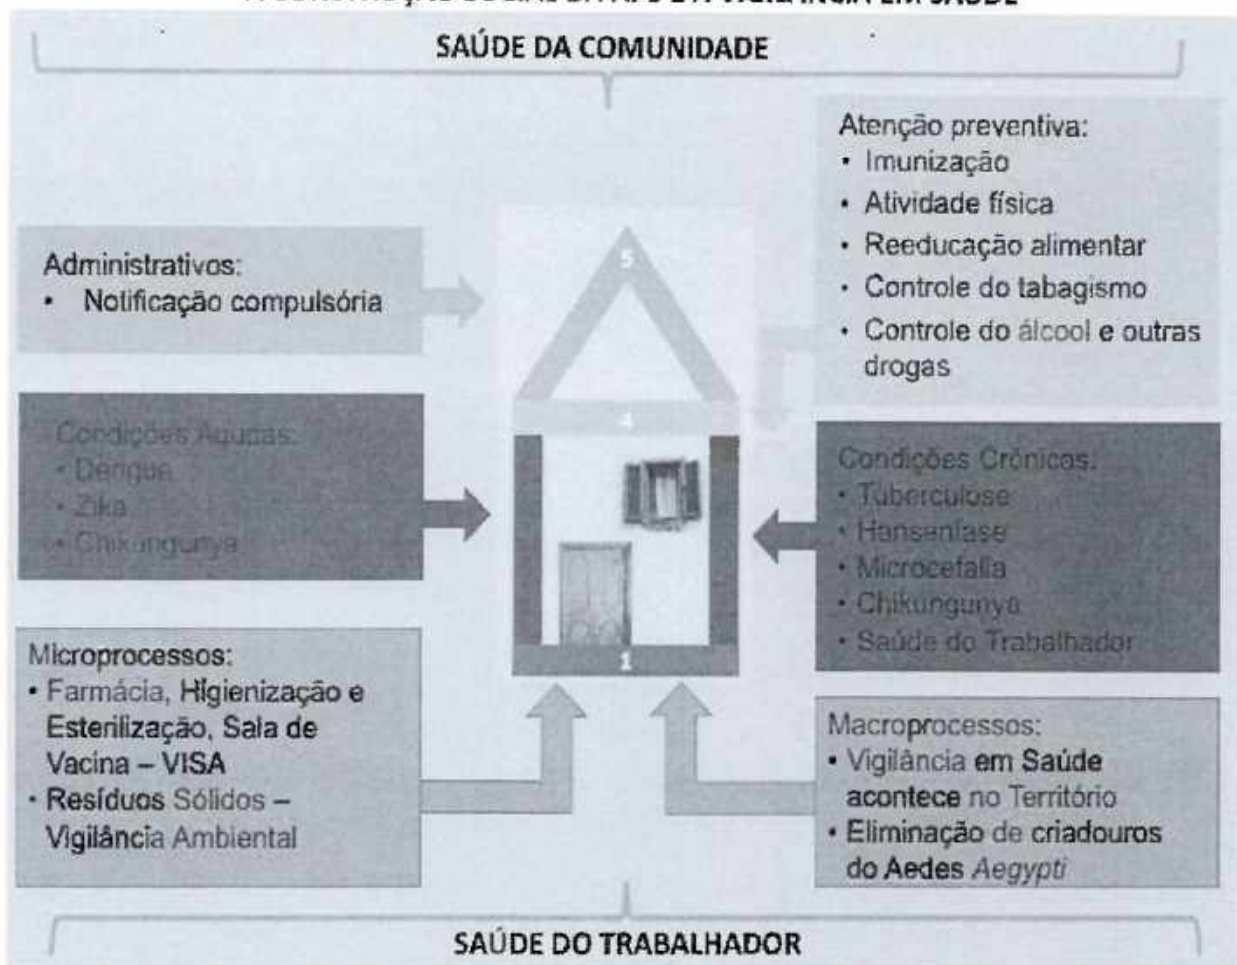 SAÚDE DA COMUNIDADE
Administrativos:
• Notificação compulsória
Atenção preventiva:
• Imunização
• Atividade física
• Reeducação alimentar
• Controle do tabagismo
• Controle do álcool e outras
drogas
5
4
1
Condições Agudas:
• Dengue
• Zika
• Chikungunya
Condições Crônicas:
• Tuberculose
• Hanseníase
• Microcefalia
• Chikungunya
• Saúde do Trabalhador
Microprocessos:
• Farmácia, Higienização e
Esterilização, Sala de
Vacina – VISA
• Resíduos Sólidos –
Vigilância Ambiental
Macroprocessos:
• Vigilância em Saúde
acontece no Território
• Eliminação de criadouros
do Aedes Aegypti
SAÚDE DO TRABALHADOR